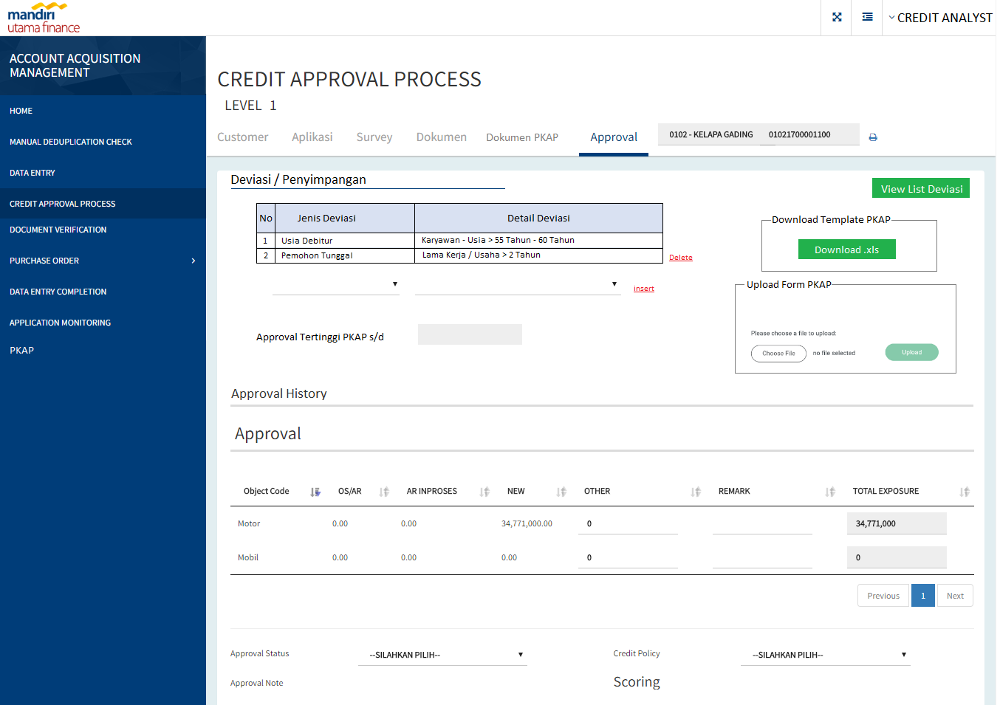 mandiri
utama finance
CREDIT ANALYST
ACCOUNT ACQUISITION
MANAGEMENT
HOME
MANUAL DEDUPLICATION CHECK
DATA ENTRY
CREDIT APPROVAL PROCESS
DOCUMENT VERIFICATION
PURCHASE ORDER
DATA ENTRY COMPLETION
APPLICATION MONITORING
PKAP
CREDIT APPROVAL PROCESS
LEVEL 1
Customer Aplikasi Survey Dokumen Dokumen PKAP Approval 0102 - KELAPA GADING 01021700001100
Deviasi / Penyimpangan
View List Deviasi
No Jenis Deviasi Detail Deviasi
1 Usia Debitur Karyawan - Usia > 55 Tahun - 60 Tahun
2 Pemohon Tunggal Lama Kerja / Usaha > 2 Tahun
Delete
insert
Download Template PKAP
Download .xls
Upload Form PKAP
Please choose a file to upload:
Choose File no file selected Upload
Approval Tertinggi PKAP s/d
Approval History
Approval
Object Code OS/AR AR INPROSES NEW OTHER REMARK TOTAL EXPOSURE
Motor 0.00 0.00 34,771,000.00 0 34,771,000
Mobil 0.00 0.00 0.00 0 0
Previous 1 Next
Approval Status --SILAHKAN PILIH-- Credit Policy --SILAHKAN PILIH--
Approval Note Scoring